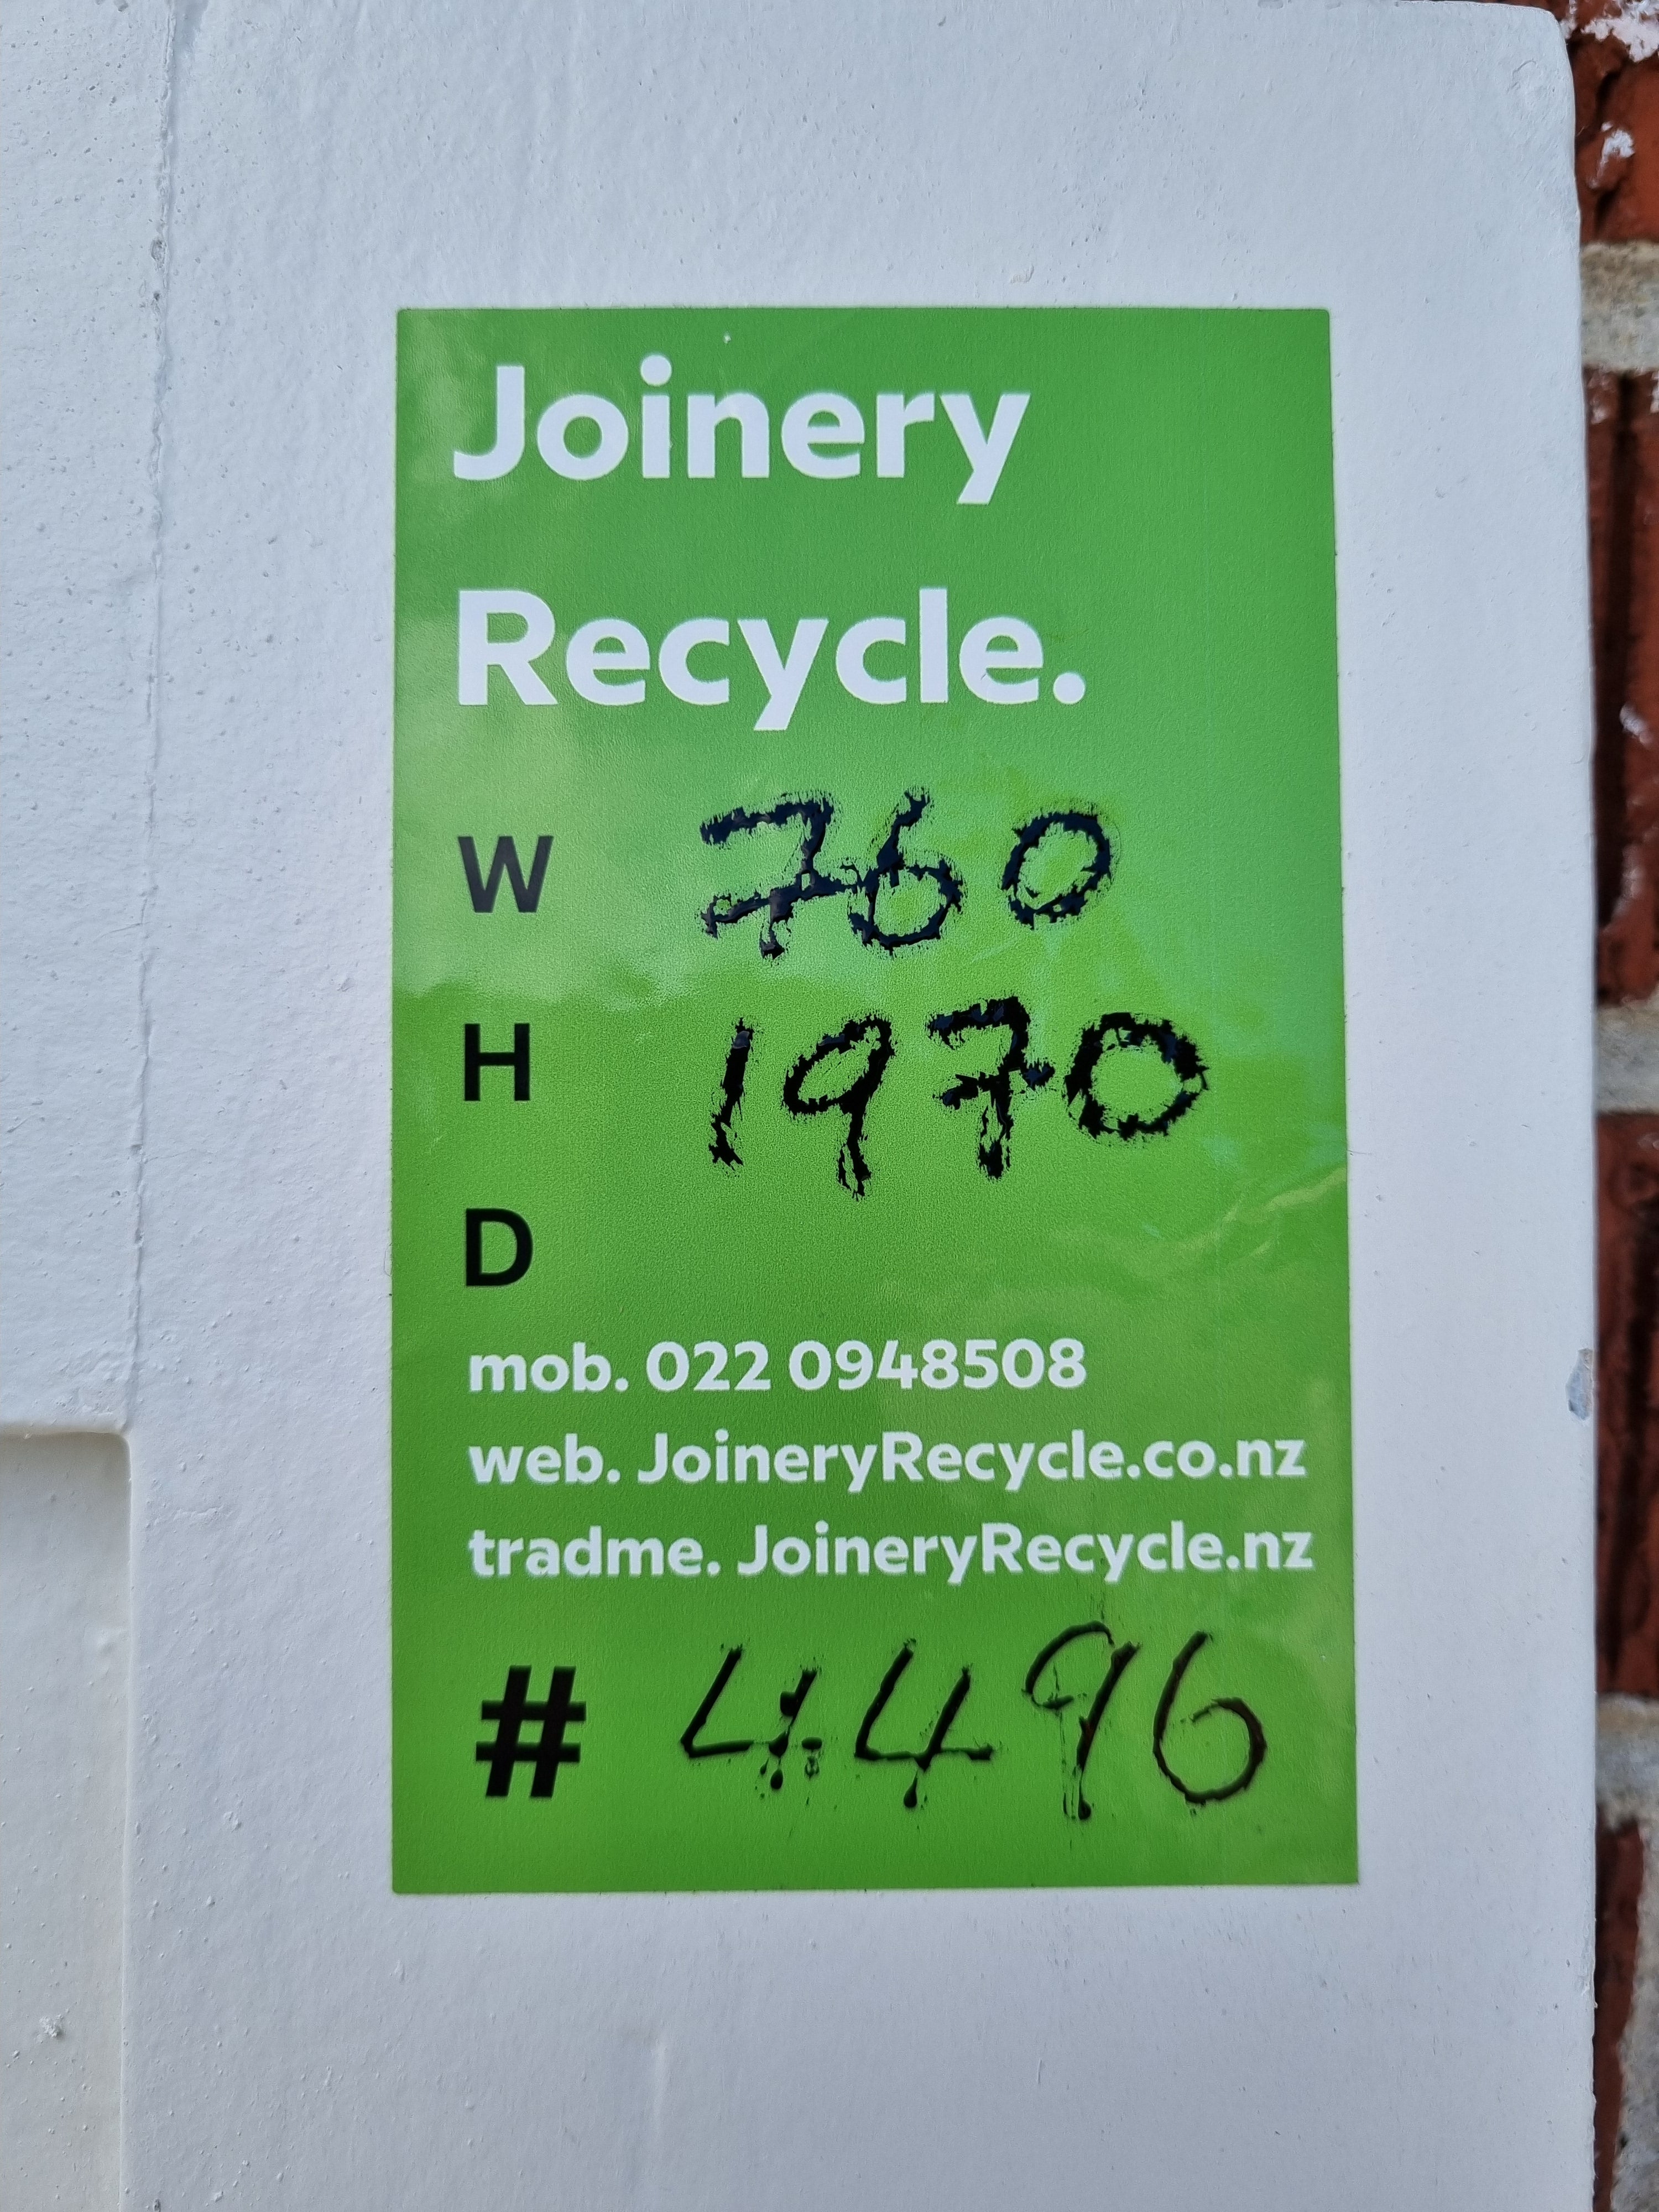 Joinery
Recycle.
W 760
H 1970
D
mob. 022 0948508
web. JoineryRecycle.co.nz
tradme. JoineryRecycle.nz
# 4496